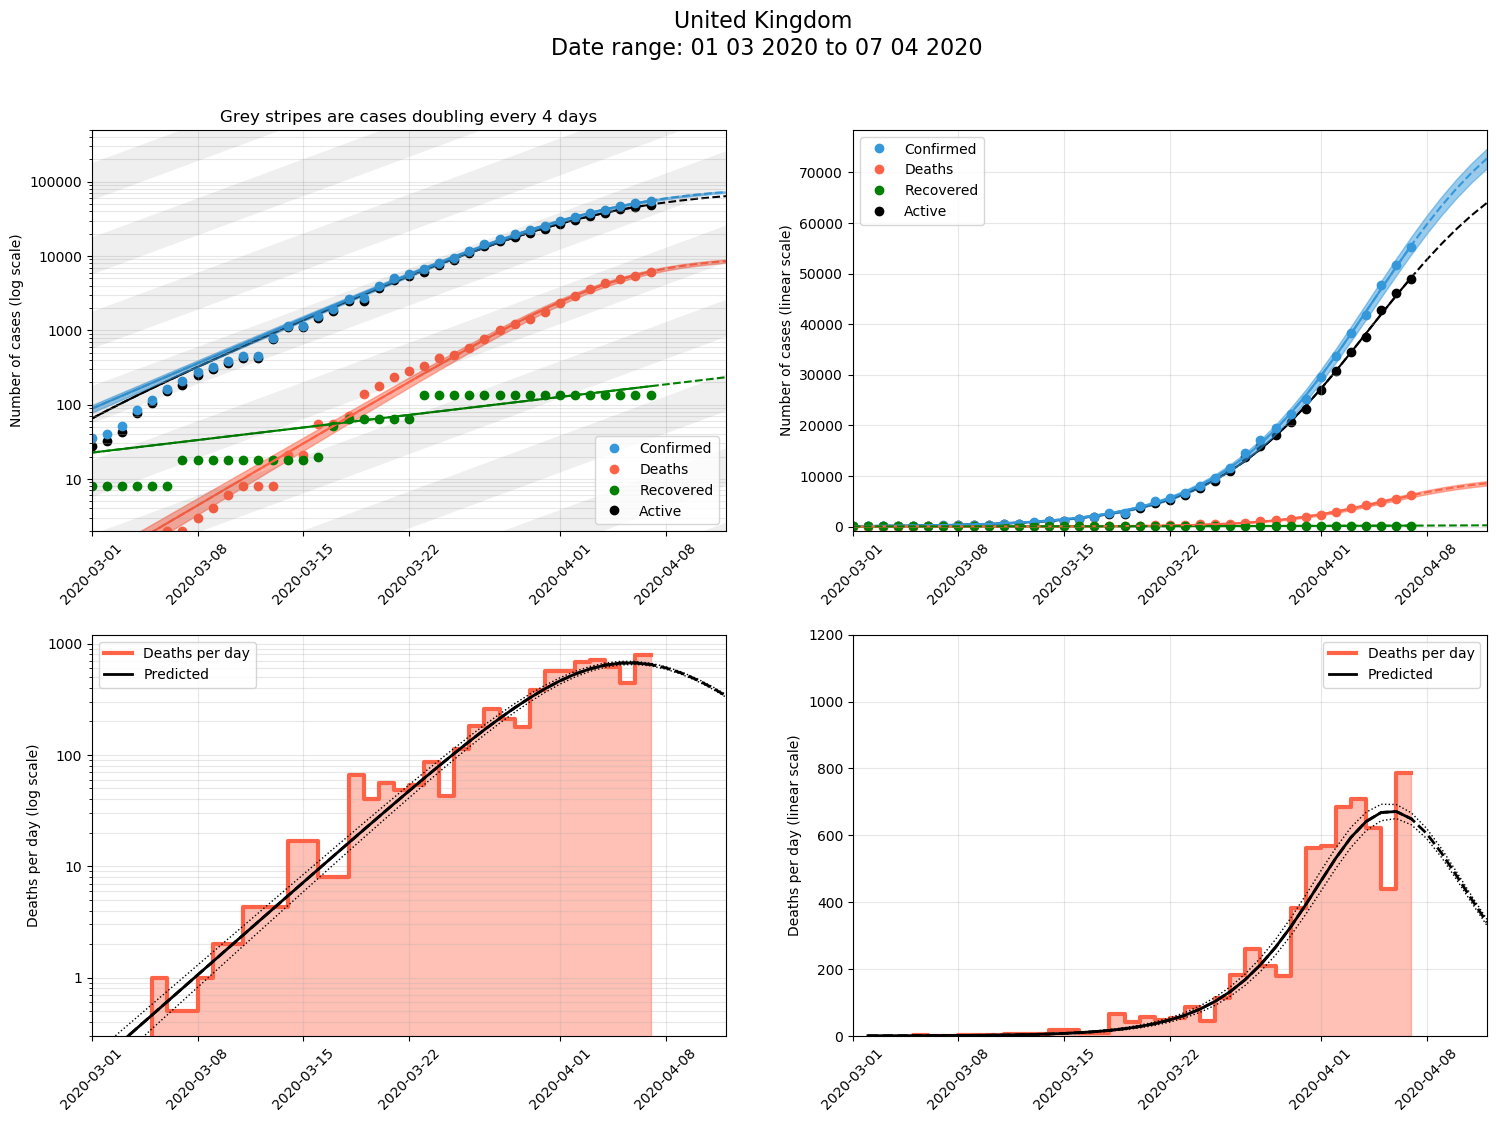 United Kingdom
Date range: 01 03 2020 to 07 04 2020
Grey stripes are cases doubling every 4 days
Number of cases (log scale)
100000
10000
1000
100
10
Confirmed
Deaths
Recovered
Active
2020-03-01
2020-03-08
2020-03-15
2020-03-22
2020-04-01
2020-04-08
Number of cases (linear scale)
70000
60000
50000
40000
30000
20000
10000
0
Confirmed
Deaths
Recovered
Active
2020-03-01
2020-03-08
2020-03-15
2020-03-22
2020-04-01
2020-04-08
Deaths per day (log scale)
1000
100
10
1
Deaths per day
Predicted
2020-03-01
2020-03-08
2020-03-15
2020-03-22
2020-04-01
2020-04-08
Deaths per day (linear scale)
1200
1000
800
600
400
200
0
Deaths per day
Predicted
2020-03-01
2020-03-08
2020-03-15
2020-03-22
2020-04-01
2020-04-08